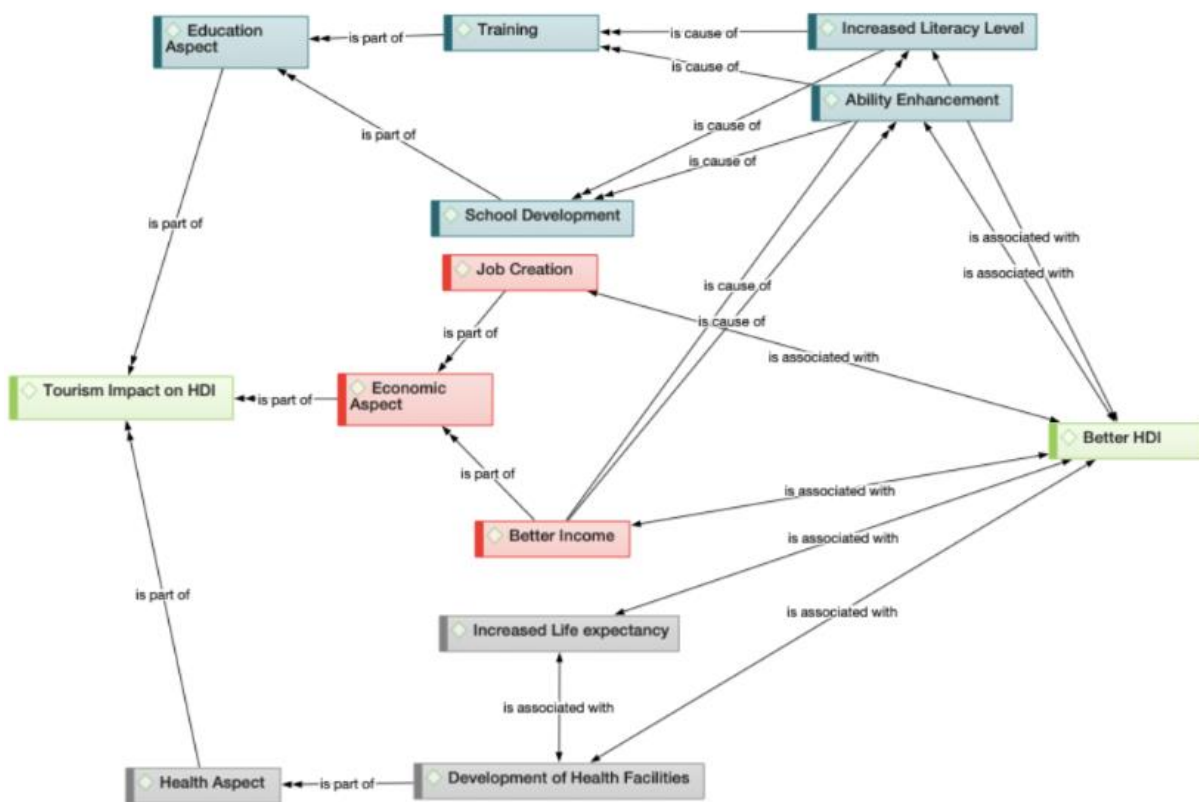 Education
Aspect
is part of
Training
is cause of
Increased Literacy Level
is cause of
Ability Enhancement
is part of
is cause of
is cause of
School Development
is part of
is associated with
is associated with
Job Creation
is cause of
is part of
is cause of
is associated with
Tourism Impact on HDI
is part of
Economic
Aspect
Better HDI
is part of
is associated with
Better Income
is associated with
is part of
Increased Life expectancy
is associated with
is associated with
Health Aspect
is part of
Development of Health Facilities